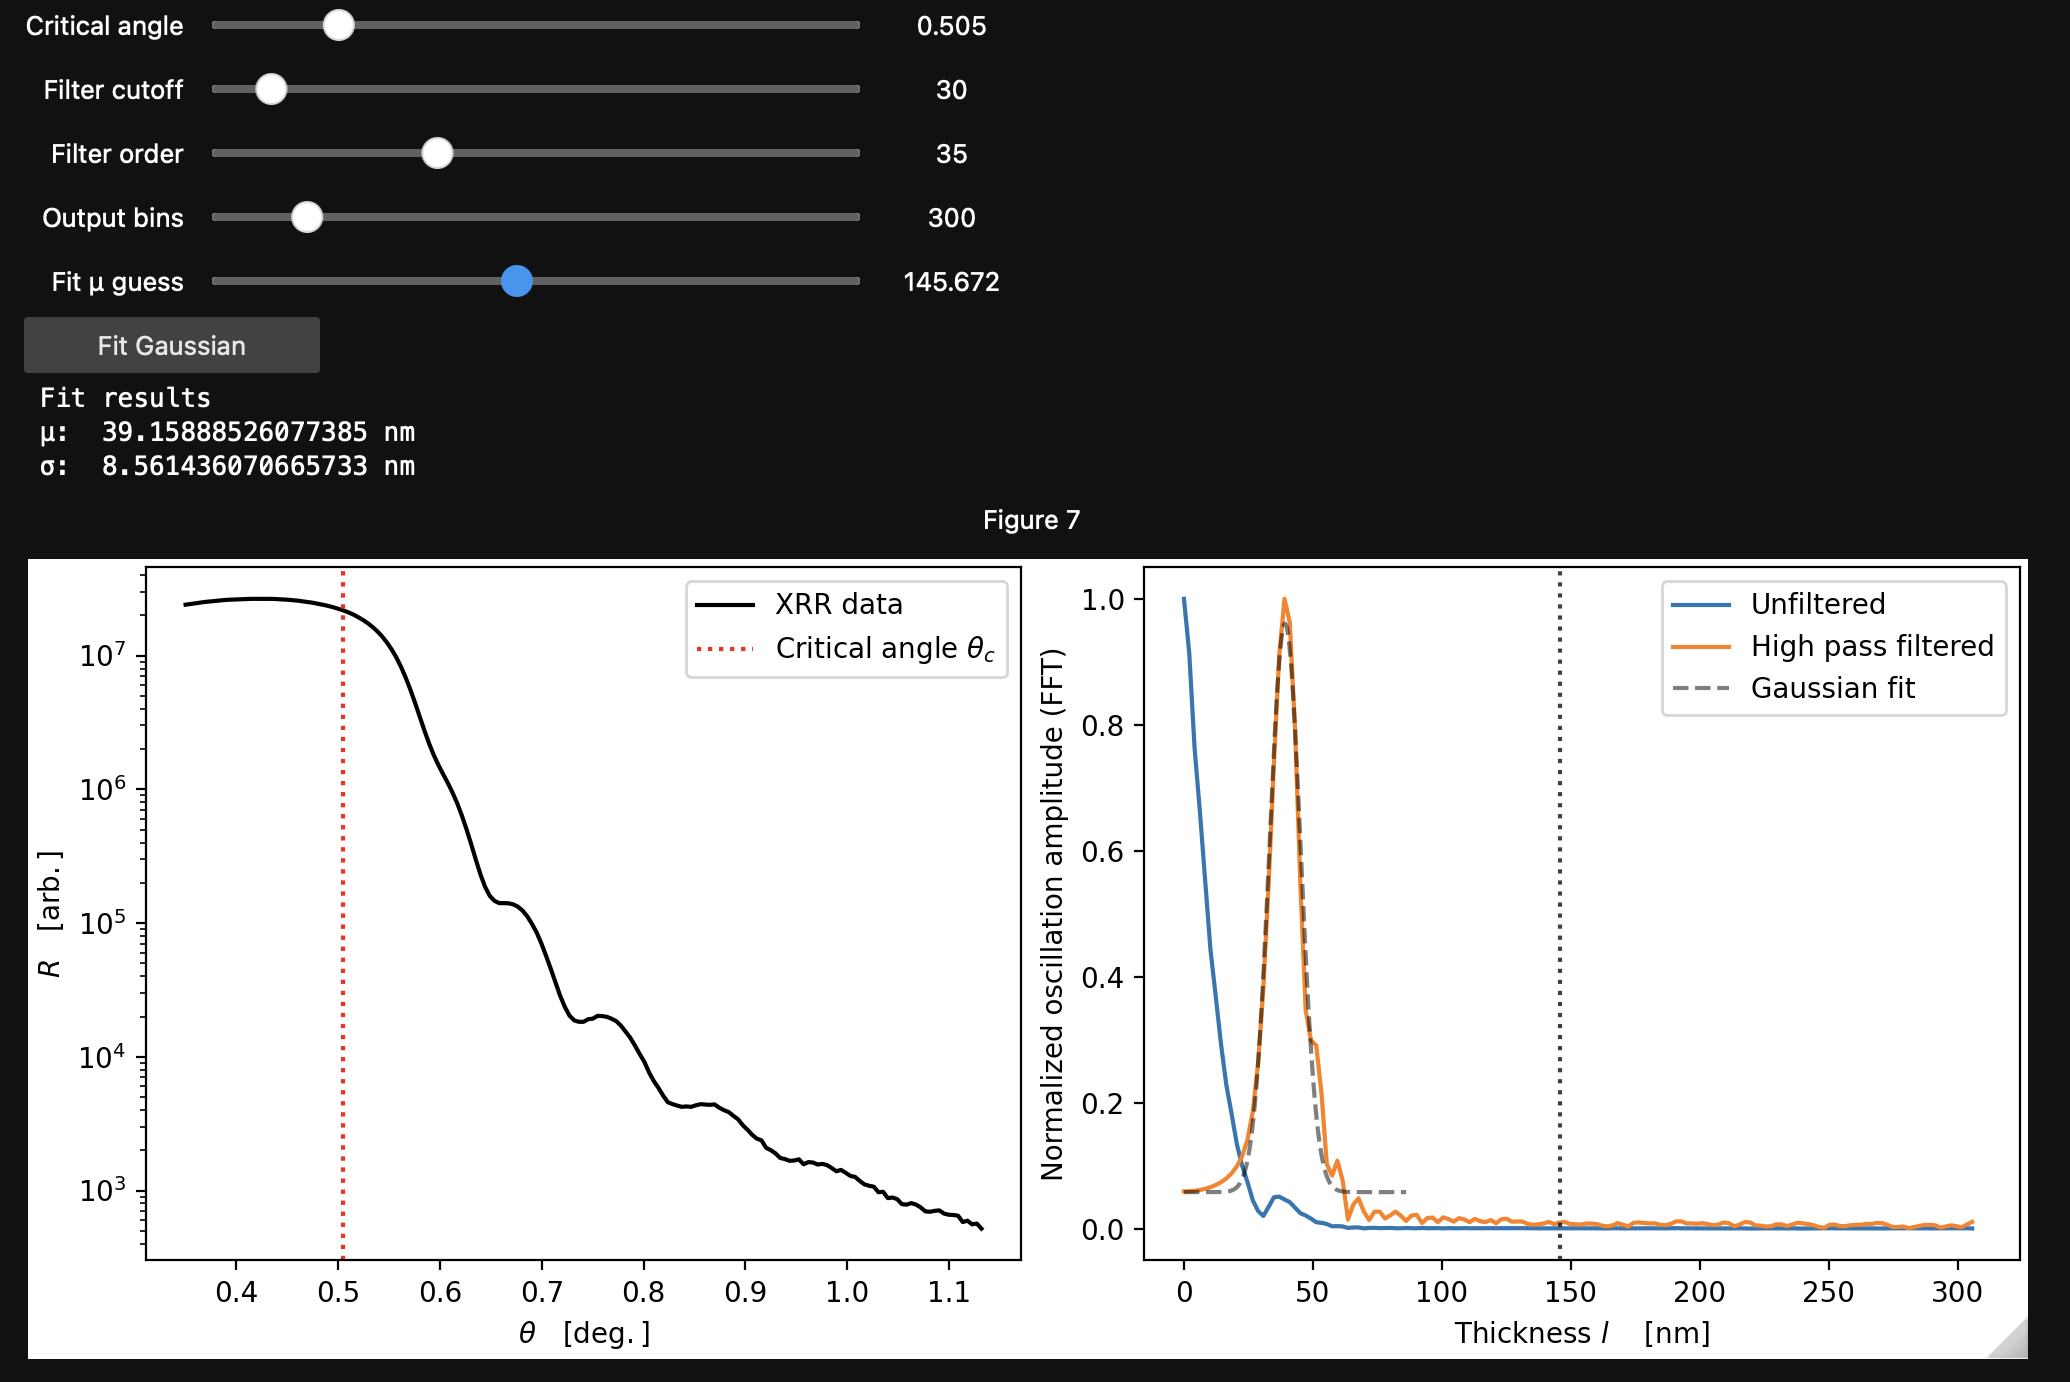 Critical angle 0.505
Filter cutoff 30
Filter order 35
Output bins 300
Fit μ guess 145.672
Fit Gaussian
Fit results
μ: 39.15888526077385 nm
σ: 8.561436070665733 nm
Figure 7
XRR data
Critical angle θc
R [arb.]
10⁷
10⁶
10⁵
10⁴
10³
0.4 0.5 0.6 0.7 0.8 0.9 1.0 1.1
θ [deg.]
Unfiltered
High pass filtered
Gaussian fit
Normalized oscillation amplitude (FFT)
1.0
0.8
0.6
0.4
0.2
0.0
0 50 100 150 200 250 300
Thickness l [nm]